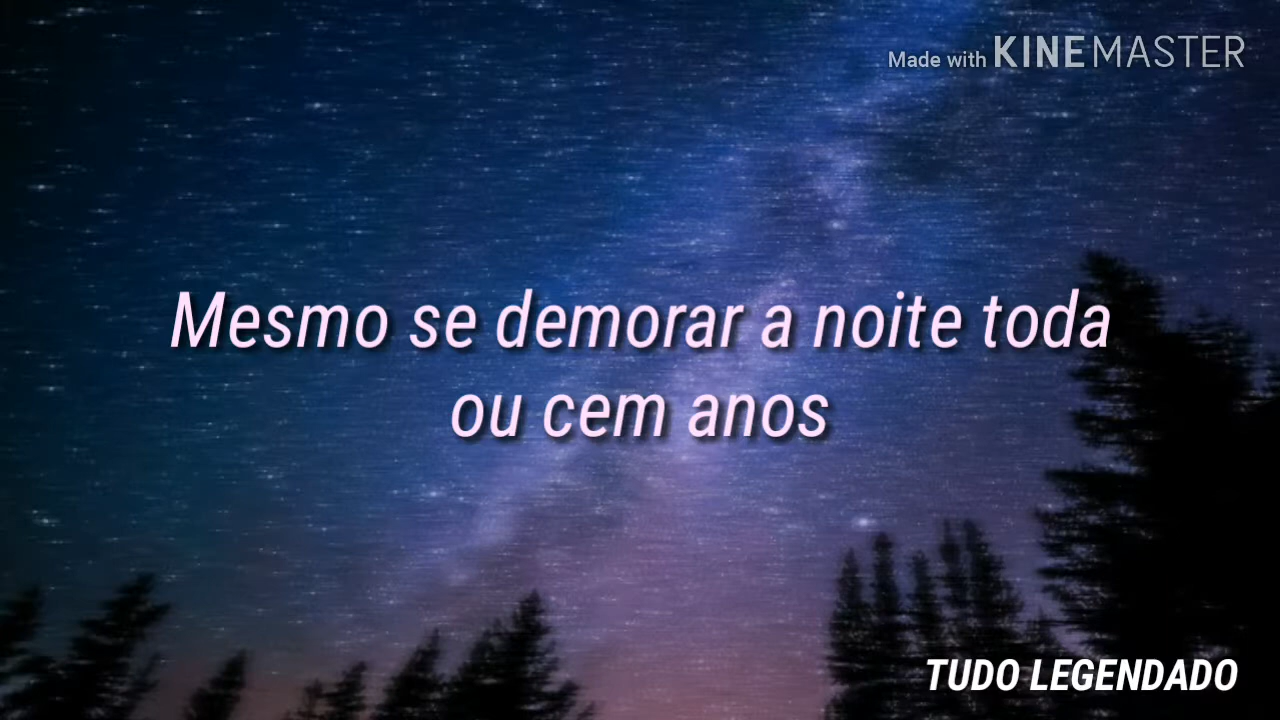 Made with KINEMASTER
Mesmo se demorar a noite toda
ou cem anos
TUDO LEGENDADO